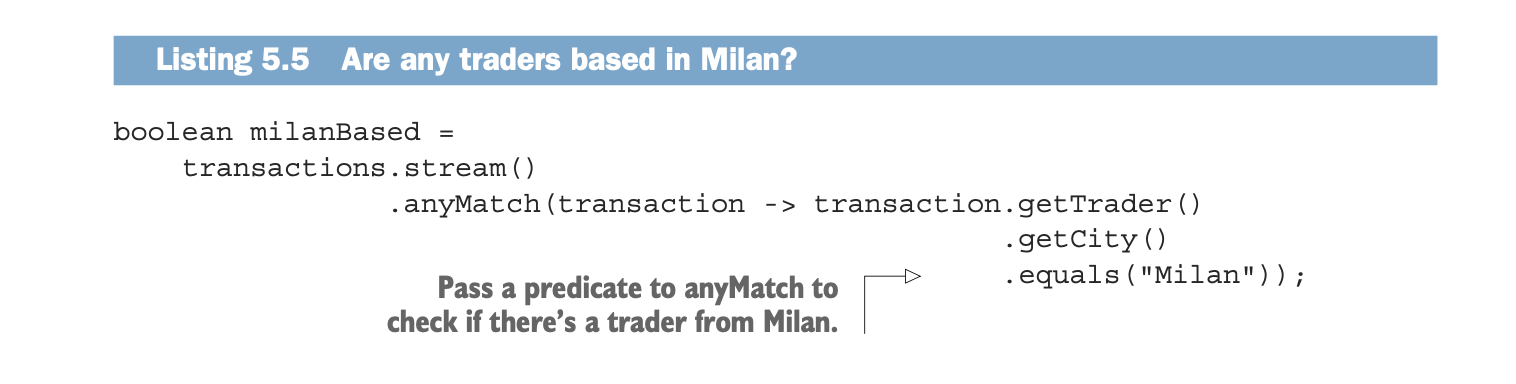 Listing 5.5 Are any traders based in Milan?
boolean milanBased =
transactions.stream()
.anyMatch(transaction -> transaction.getTrader()
.getCity()
.equals("Milan"));
Pass a predicate to anyMatch to
check if there’s a trader from Milan.